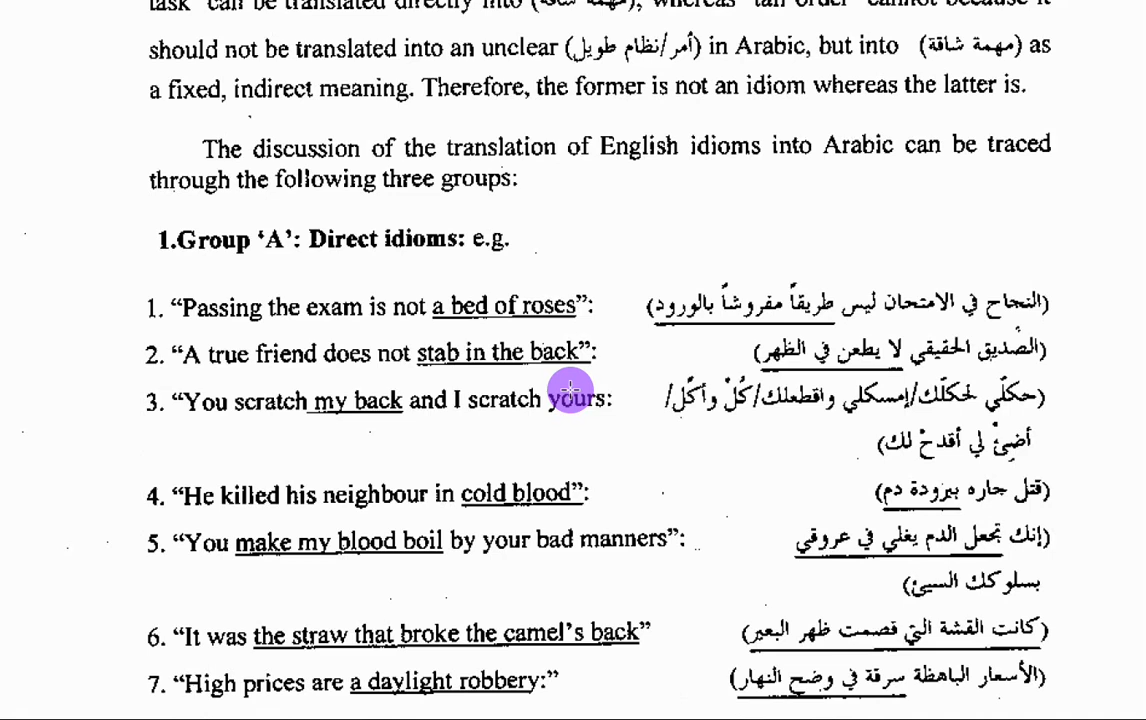 should not be translated into an unclear (أمر/نظام طويل) in Arabic, but into (مهمة شاقة) as
a fixed, indirect meaning. Therefore, the former is not an idiom whereas the latter is.
The discussion of the translation of English idioms into Arabic can be traced
through the following three groups:
1.Group ‘A’: Direct idioms: e.g.
1. “Passing the exam is not a bed of roses”: (النجاح في الامتحان ليس طريقاً مفروشاً بالورود)
2. “A true friend does not stab in the back”: (الصّديق الحقيقي لا يطعن في الظهر)
3. “You scratch my back and I scratch yours: (حكلّي لحكلّك/إمسكلي واقطعلك/كُلْ وأكّل/
أضئْ لي أقدحْ لك)
4. “He killed his neighbour in cold blood”: (قتل جاره ببرودة دم)
5. “You make my blood boil by your bad manners”: (إنك تجعل الدم يغلي في عروقي
بسلوكك السيئ)
6. “It was the straw that broke the camel’s back” (كانت القشة التي قصمت ظهر البعير)
7. “High prices are a daylight robbery:” (الأسعار الباهظة سرقة في وضح النهار)